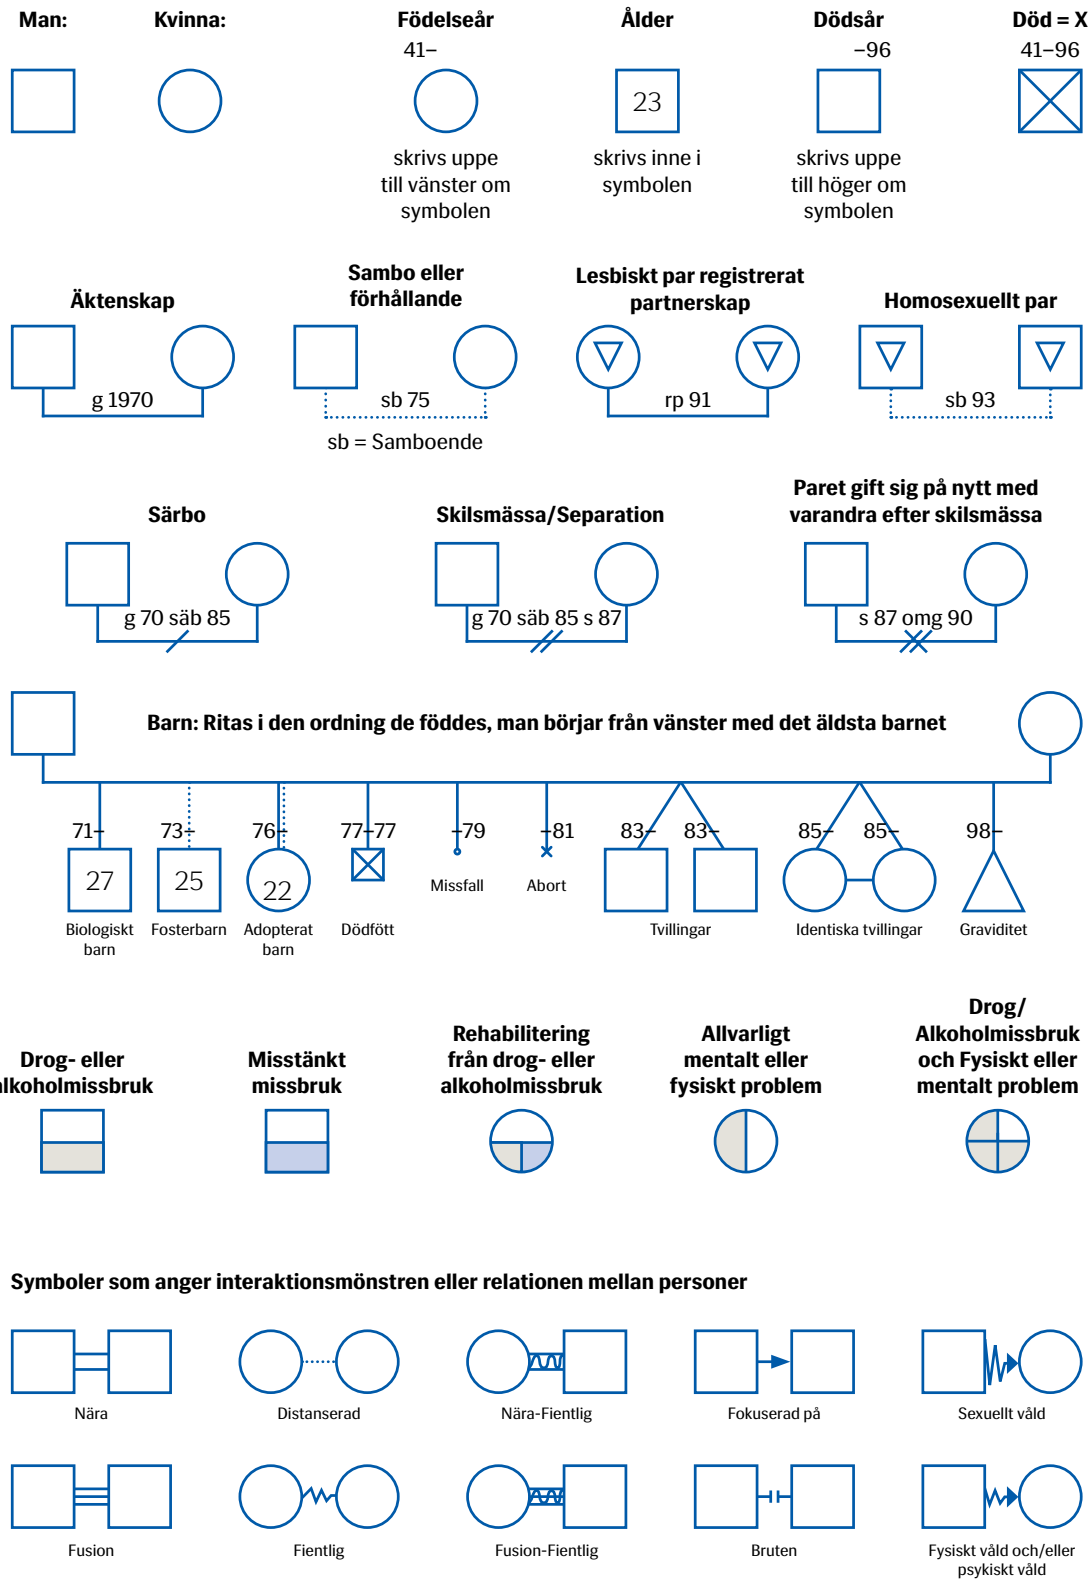 Man:
Kvinna:
Födelseår
Ålder
Dödsår
Död = X
41–
–96
41–96
23
skrivs uppe
till vänster om
symbolen
skrivs inne i
symbolen
skrivs uppe
till höger om
symbolen
Äktenskap
Sambo eller
förhållande
Lesbiskt par registrerat
partnerskap
Homosexuellt par
g 1970
sb 75
rp 91
sb 93
sb = Samboende
Särbo
Skilsmässa/Separation
Paret gift sig på nytt med
varandra efter skilsmässa
g 70 säb 85
g 70 säb 85 s 87
s 87 omg 90
Barn: Ritas i den ordning de föddes, man börjar från vänster med det äldsta barnet
71–
73–
76–
77–77
–79
–81
83–
83–
85–
85–
98–
27
25
22
Biologiskt
barn
Fosterbarn
Adopterat
barn
Dödfött
Missfall
Abort
Tvillingar
Identiska tvillingar
Graviditet
Drog- eller
alkoholmissbruk
Misstänkt
missbruk
Rehabilitering
från drog- eller
alkoholmissbruk
Allvarligt
mentalt eller
fysiskt problem
Drog/
Alkoholmissbruk
och Fysiskt eller
mentalt problem
Symboler som anger interaktionsmönstren eller relationen mellan personer
Nära
Distanserad
Nära-Fientlig
Fokuserad på
Sexuellt våld
Fusion
Fientlig
Fusion-Fientlig
Bruten
Fysiskt våld och/eller
psykiskt våld